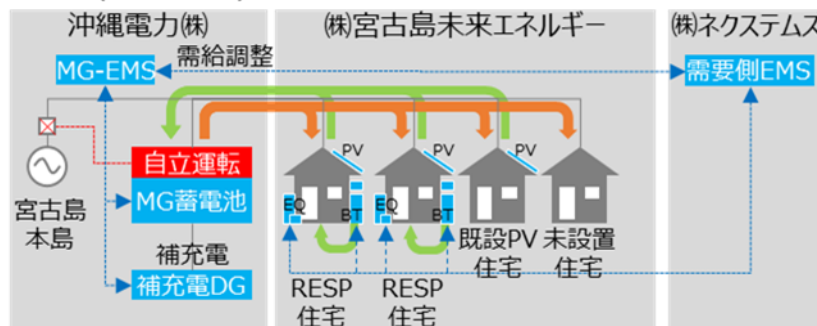 沖縄電力㈱
㈱宮古島未来エネルギー
㈱ネクステムズ
MG-EMS
需給調整
需要側EMS
自立運転
MG蓄電池
宮古島
本島
補充電
補充電DG
PV
PV
PV
EQ
BT
EQ
BT
RESP
住宅
RESP
住宅
既設PV
住宅
未設置
住宅